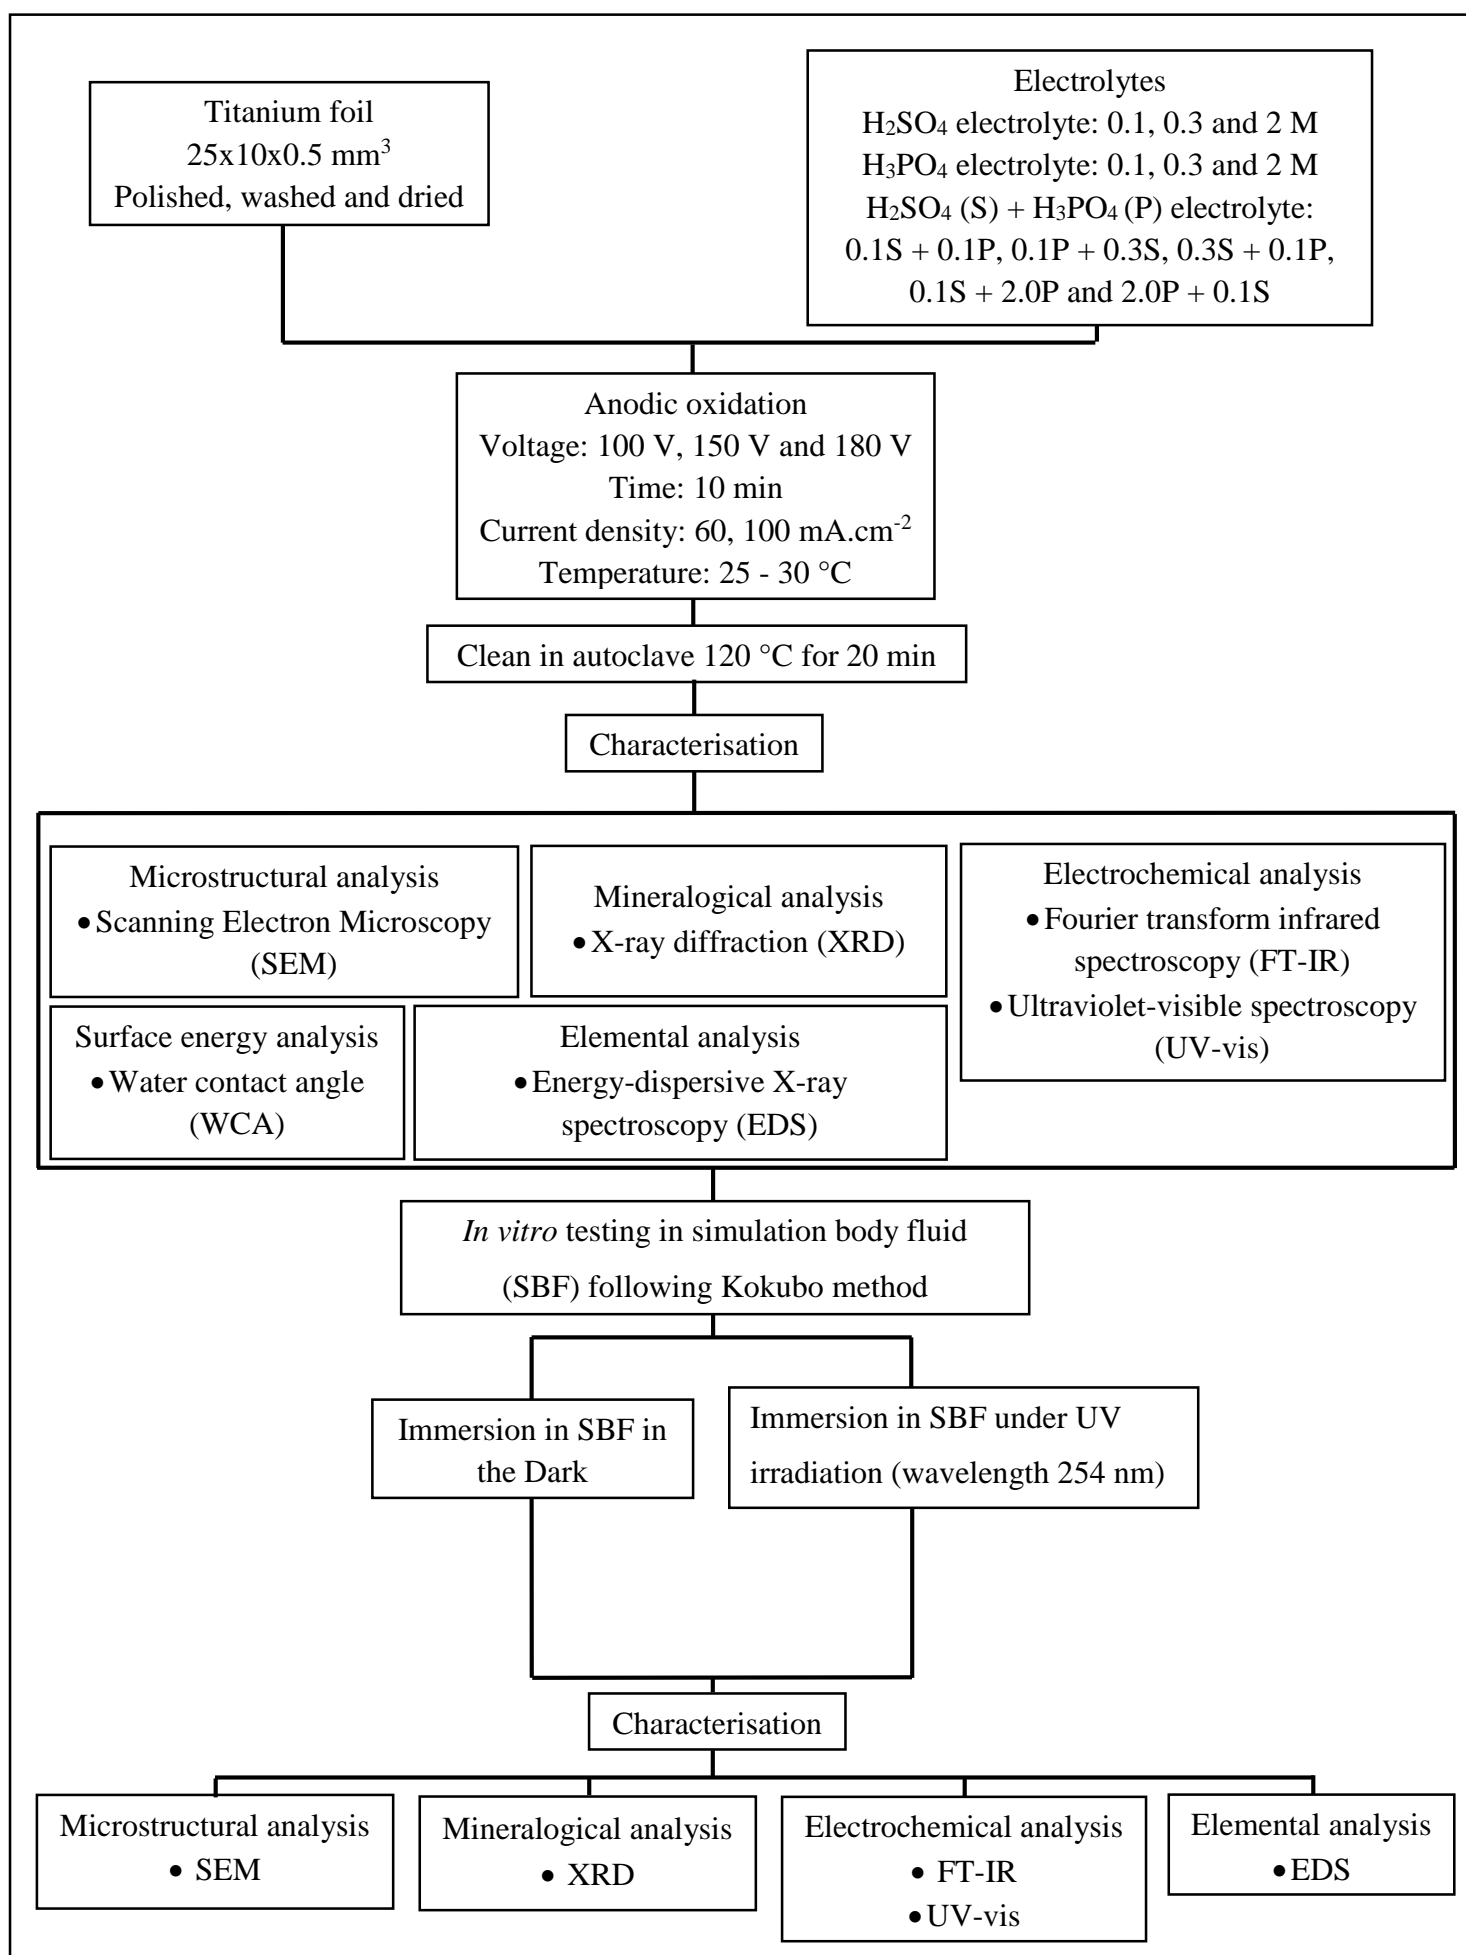 Titanium foil
25x10x0.5 mm³
Polished, washed and dried
Electrolytes
H₂SO₄ electrolyte: 0.1, 0.3 and 2 M
H₃PO₄ electrolyte: 0.1, 0.3 and 2 M
H₂SO₄ (S) + H₃PO₄ (P) electrolyte:
0.1S + 0.1P, 0.1P + 0.3S, 0.3S + 0.1P,
0.1S + 2.0P and 2.0P + 0.1S
Anodic oxidation
Voltage: 100 V, 150 V and 180 V
Time: 10 min
Current density: 60, 100 mA.cm⁻²
Temperature: 25 - 30 °C
Clean in autoclave 120 °C for 20 min
Characterisation
Microstructural analysis
• Scanning Electron Microscopy
(SEM)
Mineralogical analysis
• X-ray diffraction (XRD)
Electrochemical analysis
• Fourier transform infrared
spectroscopy (FT-IR)
• Ultraviolet-visible spectroscopy
(UV-vis)
Surface energy analysis
• Water contact angle
(WCA)
Elemental analysis
• Energy-dispersive X-ray
spectroscopy (EDS)
In vitro testing in simulation body fluid
(SBF) following Kokubo method
Immersion in SBF in
the Dark
Immersion in SBF under UV
irradiation (wavelength 254 nm)
Characterisation
Microstructural analysis
• SEM
Mineralogical analysis
• XRD
Electrochemical analysis
• FT-IR
• UV-vis
Elemental analysis
• EDS